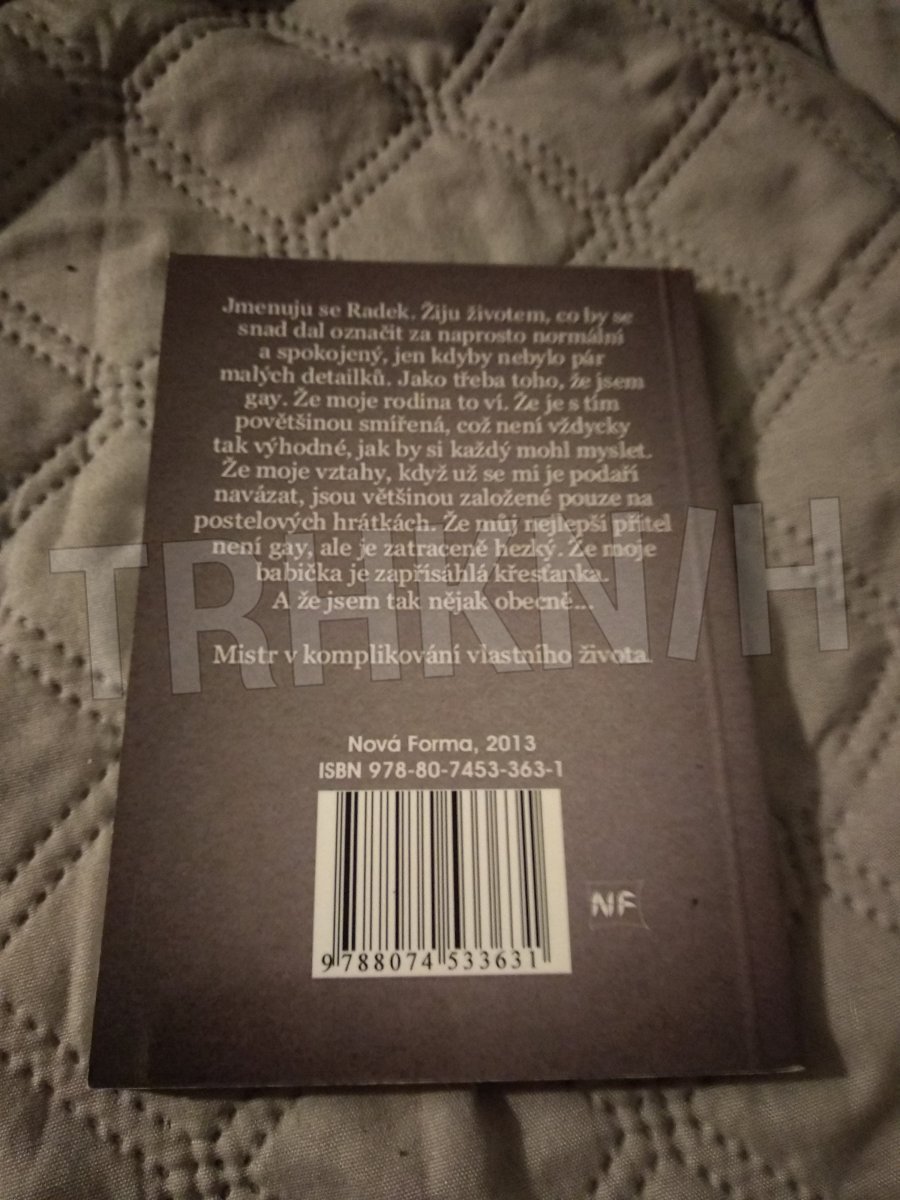 Jmenuju se Radek. Žiju životem, co by se
snad dal označit za naprosto normální
a spokojený, jen kdyby nebylo pár
malých detailků. Jako třeba toho, že jsem
gay. Že moje rodina to ví. Že je s tím
povětšinou smířená, což není vždycky
tak výhodné, jak by si každý mohl myslet.
Že moje vztahy, když už se mi je podaří
navázat, jsou většinou založené pouze na
postelových hrátkách. Že můj nejlepší přítel
není gay, ale je zatraceně hezký. Že moje
babička je zapřísáhlá křesťanka.
A že jsem tak nějak obecně...
Mistr v komplikování vlastního života.
TRHKN/H
Nová Forma, 2013
ISBN 978-80-7453-363-1
9 788074 533631
NF